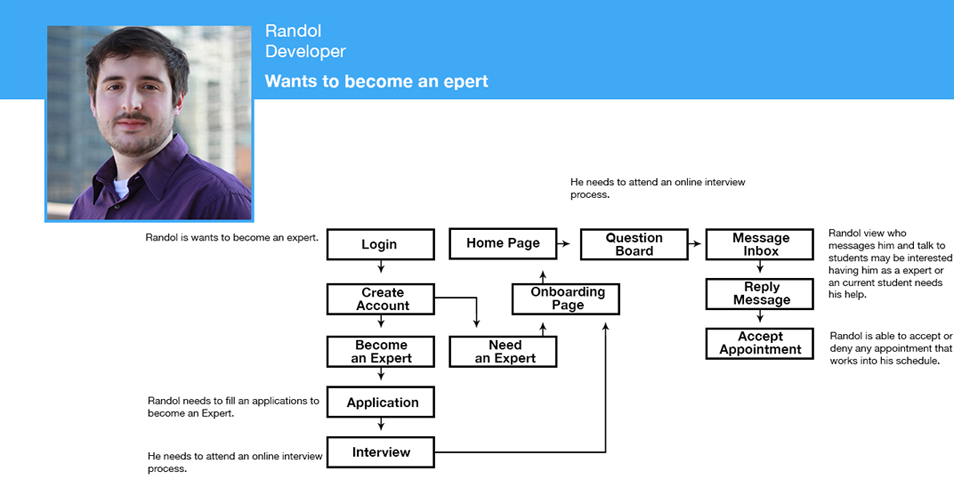 Randol
Developer
Wants to become an epert
He needs to attend an online interview
process.
Randol is wants to become an expert.
Login
Home Page
Question
Board
Message
Inbox
Randol view who
messages him and talk to
students may be interested
having him as a expert or
an current student needs
his help.
Create
Account
Onboarding
Page
Reply
Message
Become
an Expert
Need
an Expert
Accept
Appointment
Randol is able to accept or
deny any appointment that
works into his schedule.
Randol needs to fill an applications to
become an Expert.
Application
He needs to attend an online interview
process.
Interview